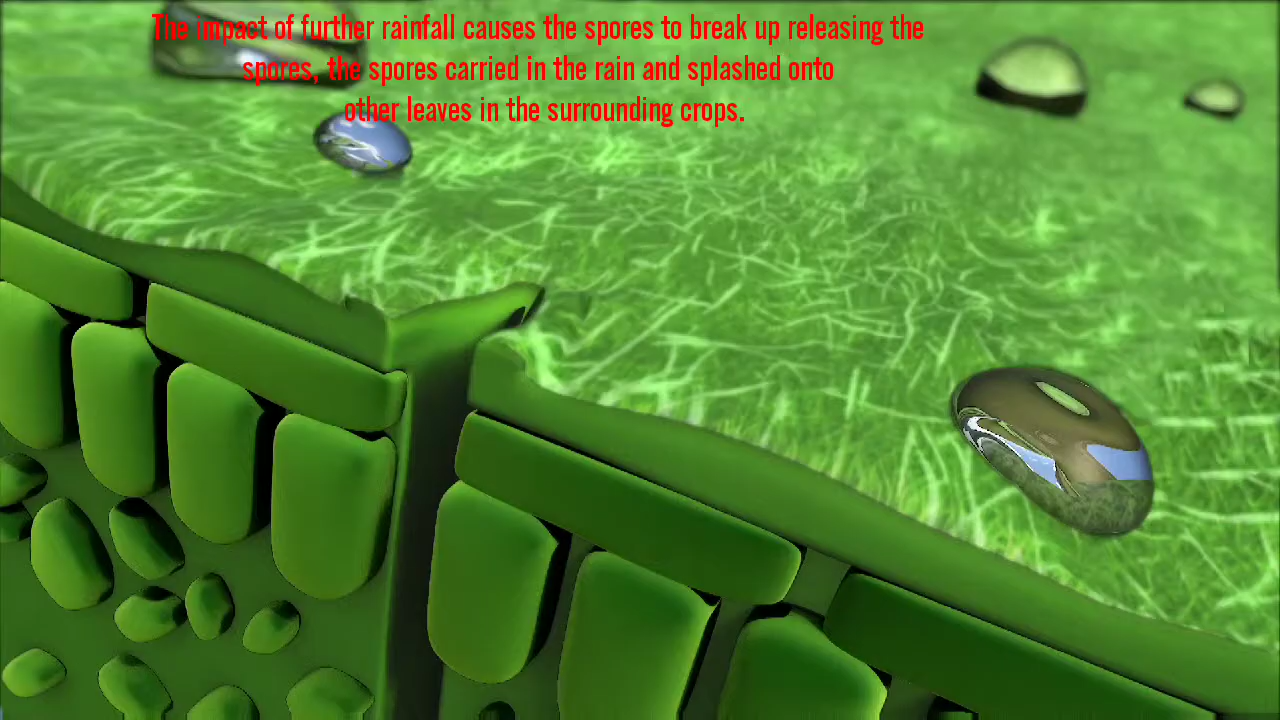 The impact of further rainfall causes the spores to break up releasing the
spores, the spores carried in the rain and splashed onto
other leaves in the surrounding crops.